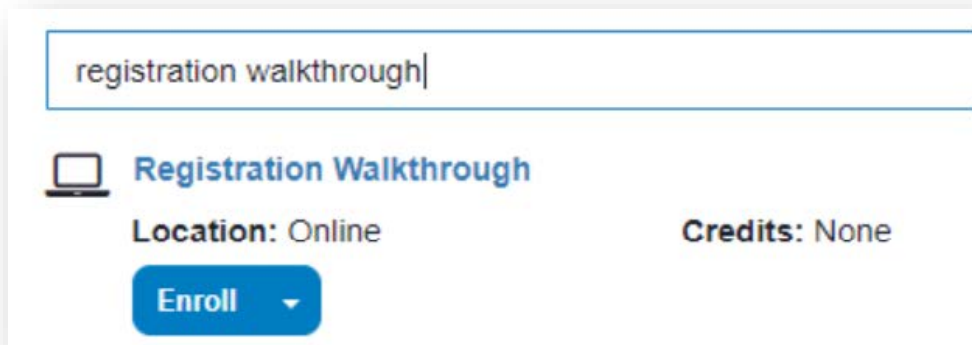 registration walkthrough
Registration Walkthrough
Location: Online Credits: None
Enroll